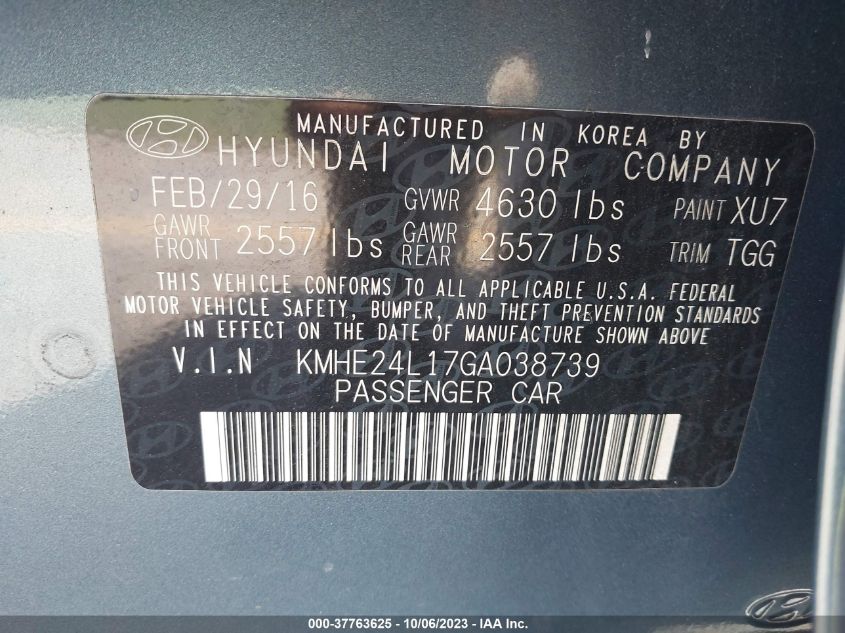 MANUFACTURED IN KOREA BY
HYUNDAI MOTOR COMPANY
FEB/29/16 GVWR 4630 lbs PAINT XU7
GAWR FRONT 2557 lbs GAWR REAR 2557 lbs TRIM TGG
THIS VEHICLE CONFORMS TO ALL APPLICABLE U.S.A. FEDERAL
MOTOR VEHICLE SAFETY, BUMPER, AND THEFT PREVENTION STANDARDS
IN EFFECT ON THE DATE OF MANUFACTURE SHOWN ABOVE
V.I.N KMHE24L17GA038739
PASSENGER CAR
000-37763625 - 10/06/2023 - IAA Inc.